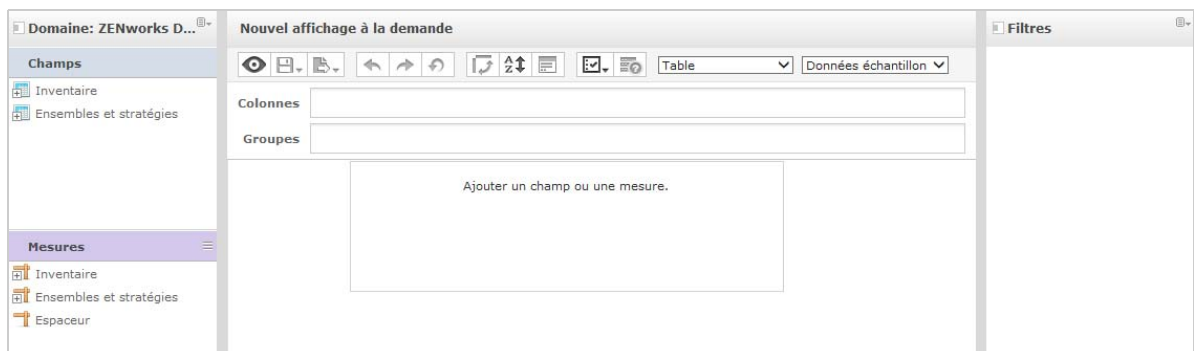 Domaine: ZENworks D...
Champs
Inventaire
Ensembles et stratégies
Mesures
Inventaire
Ensembles et stratégies
Espaceur
Nouvel affichage à la demande
Table
Données échantillon
Colonnes
Groupes
Ajouter un champ ou une mesure.
Filtres